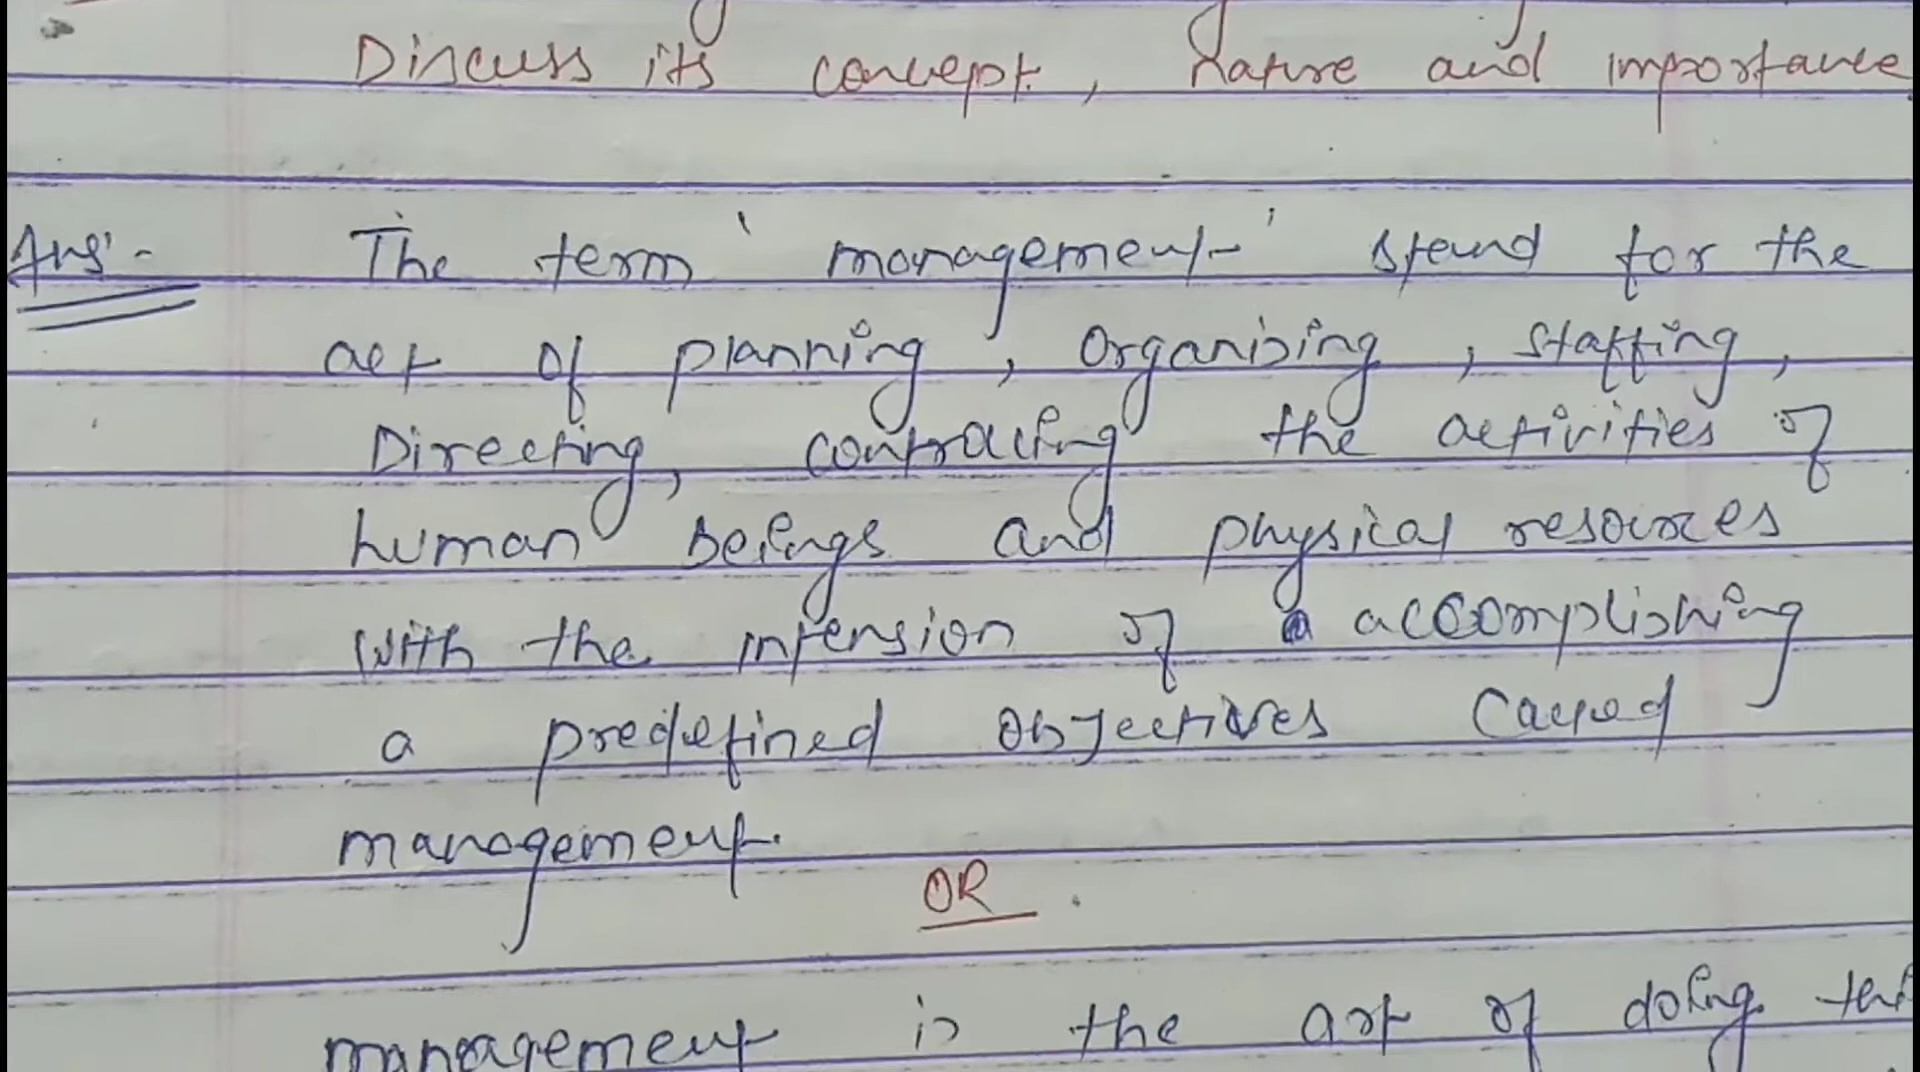 Discuss its concept, nature and importance
Ans:- The term 'management' stand for the
act of planning, organising, staffing,
Directing, controlling the activities of
human beings and physical resources
with the intension of accomplishing
a predefined objectives called
management.
OR
management is the art of doing